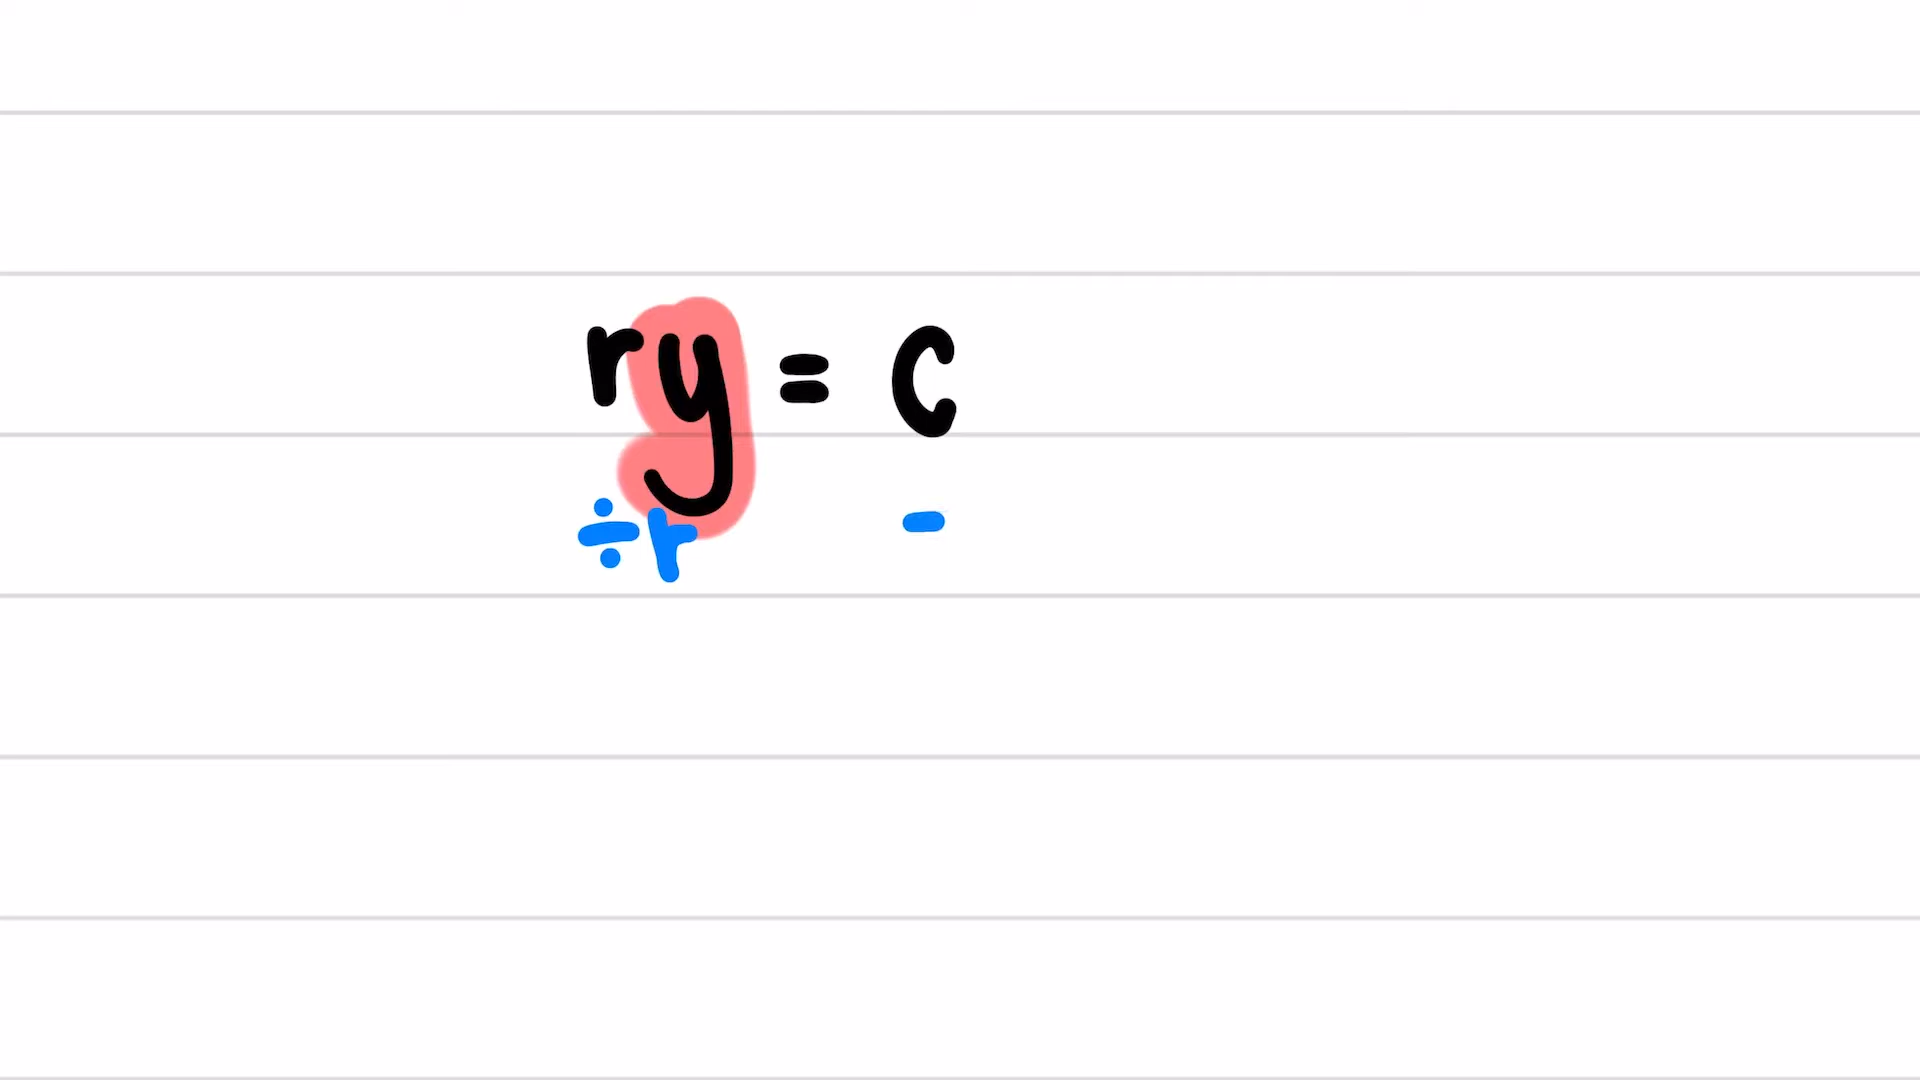 ry = c
÷r -